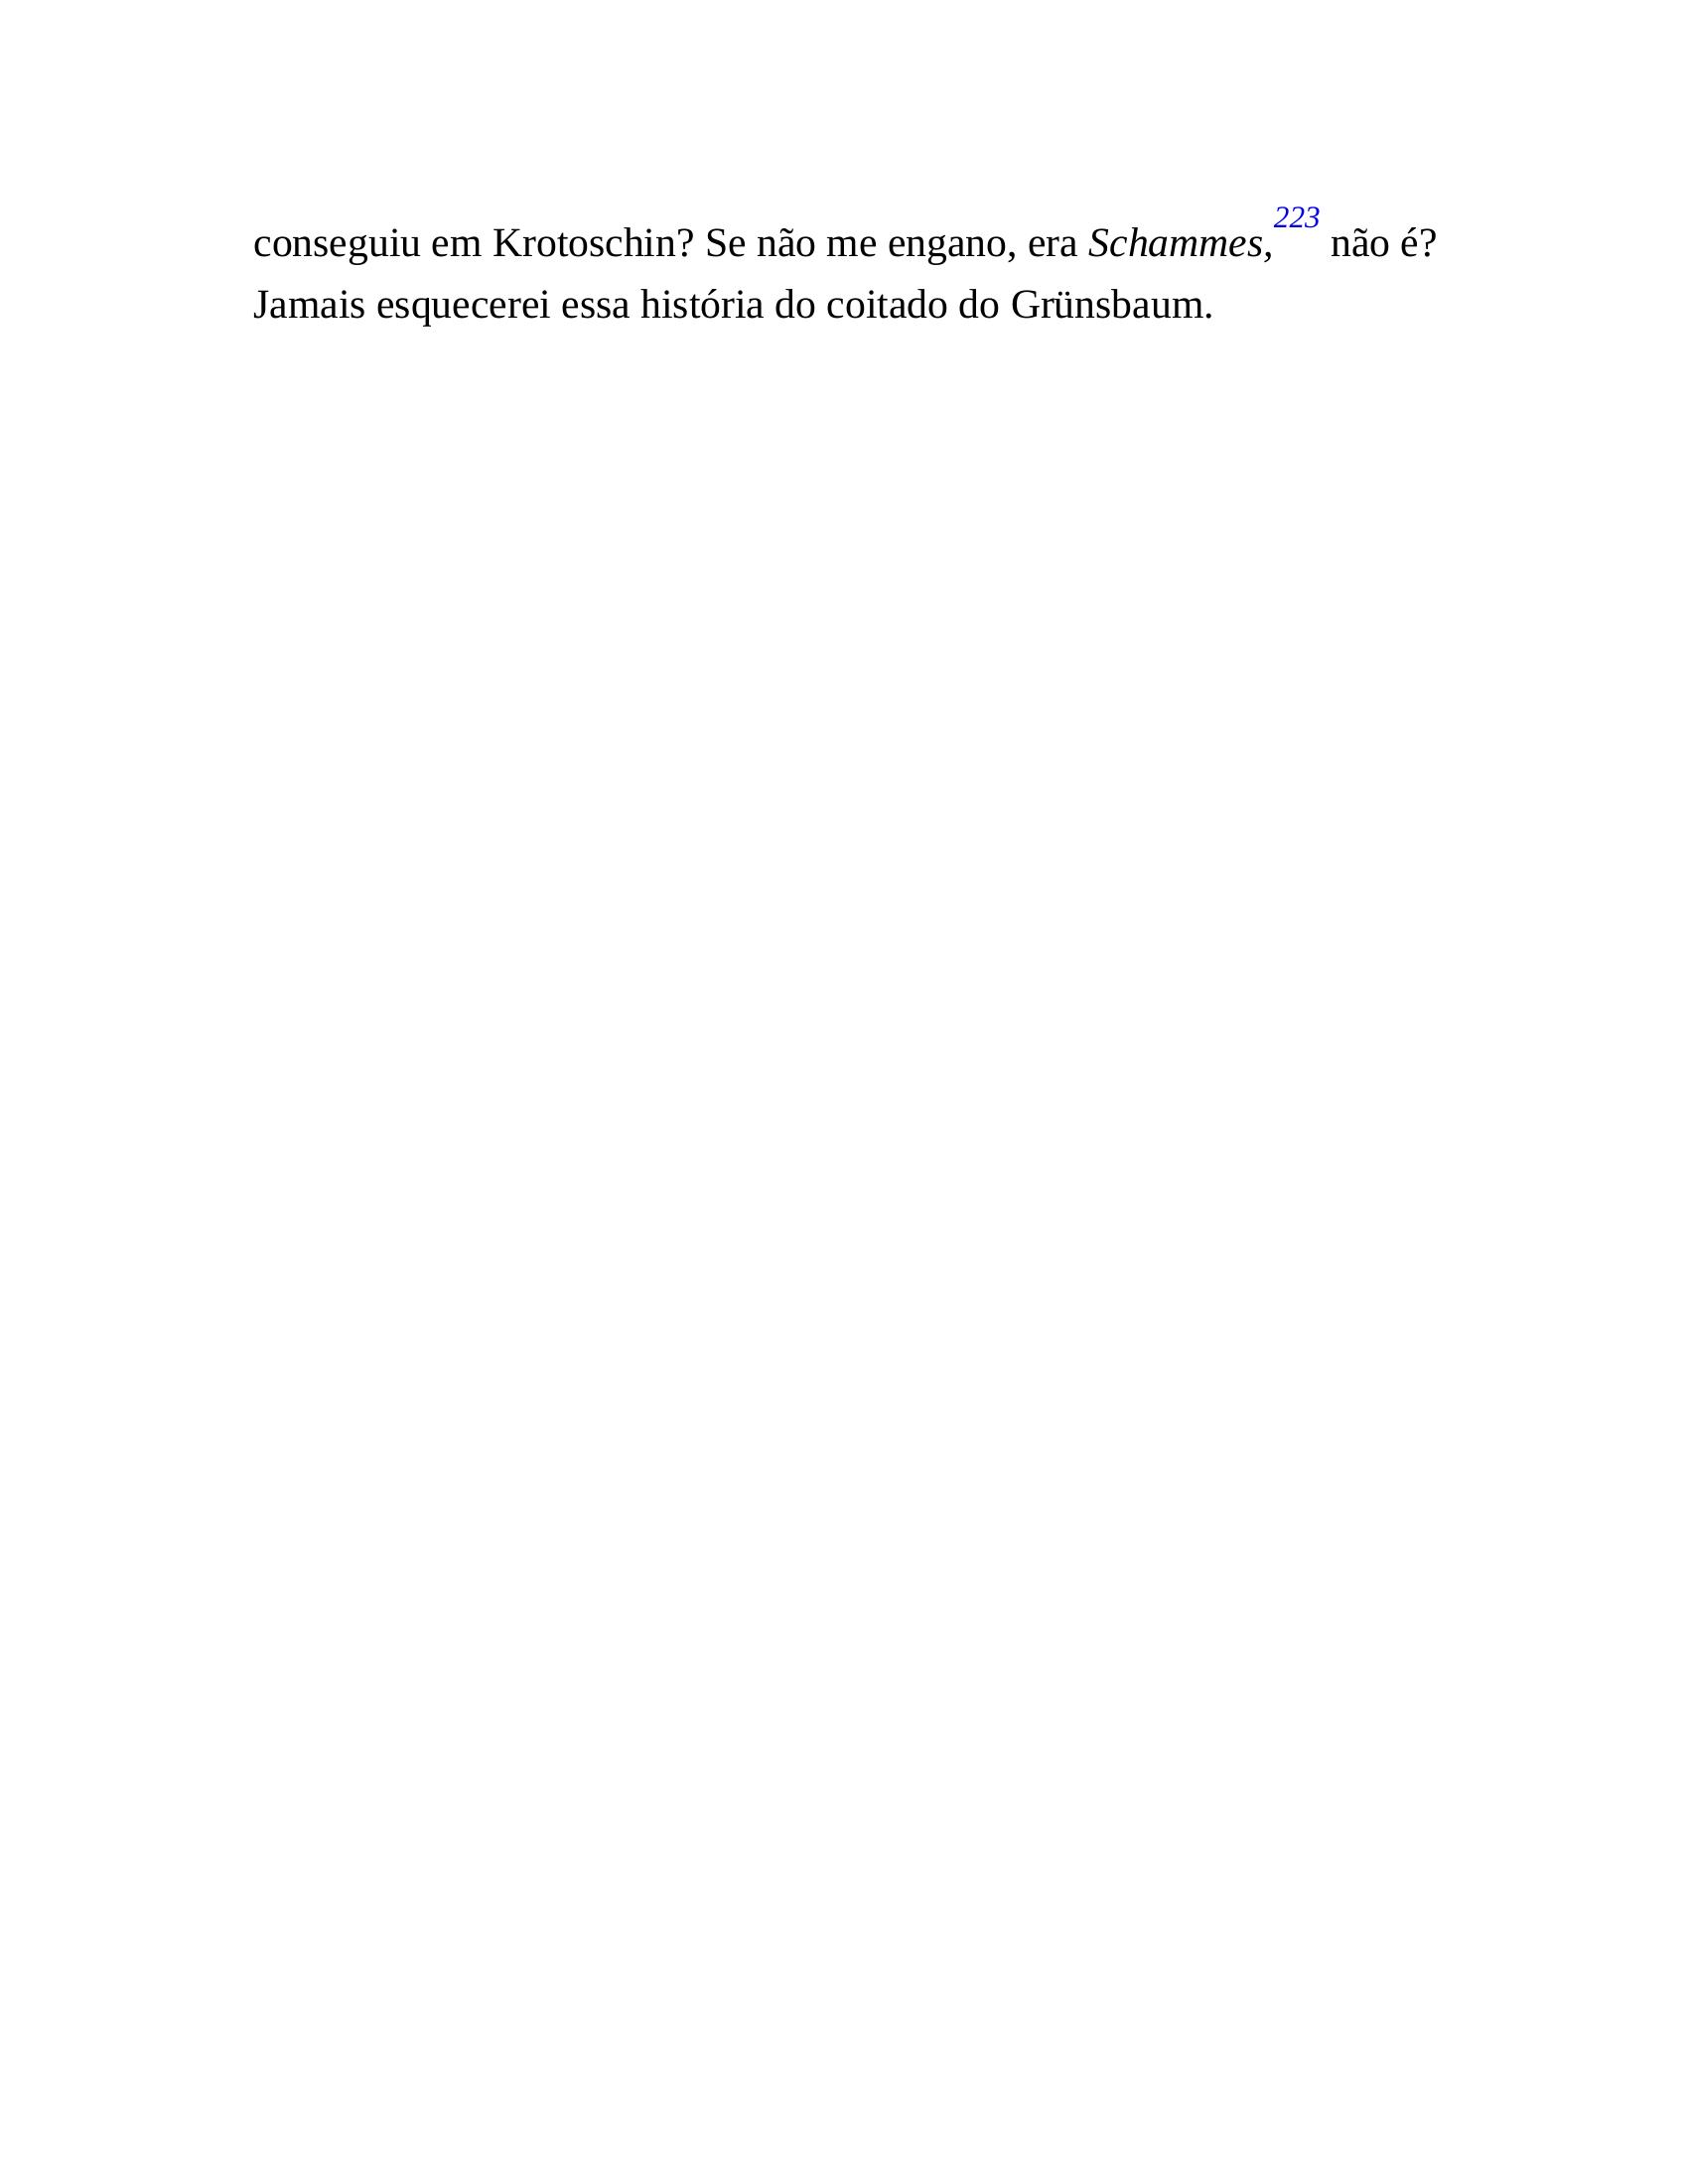 conseguiu em Krotoschin? Se não me engano, era Schammes,223 não é?
Jamais esquecerei essa história do coitado do Grünsbaum.